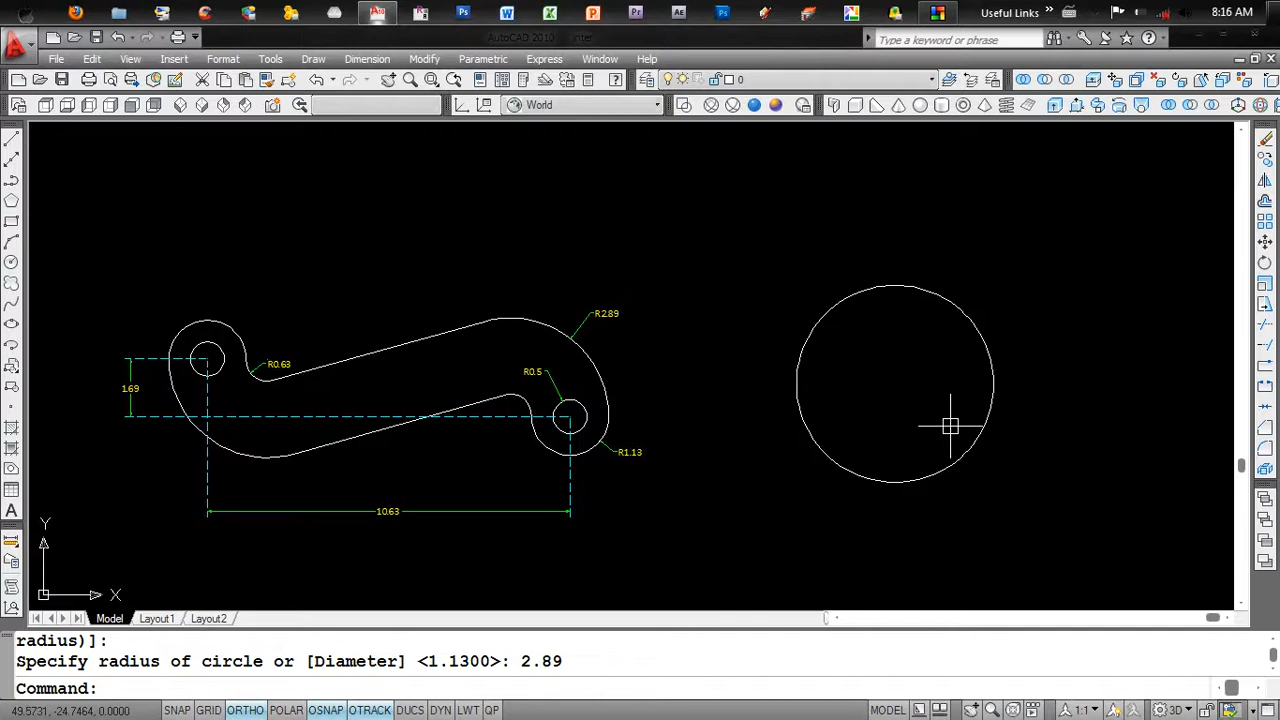 Useful Links »
8:16 AM
AutoCAD 2010
Type a keyword or phrase
File Edit View Insert Format Tools Draw Dimension Modify Parametric Express Window Help
0
World
R2.89
R0.63
R0.5
1.69
R1.13
10.63
Y
X
Model Layout1 Layout2
radius)]:
Specify radius of circle or [Diameter] <1.1300>: 2.89
Command:
49.5731, -24.7464, 0.0000 SNAP GRID ORTHO POLAR OSNAP OTRACK DUCS DYN LWT QP MODEL 1:1 3D